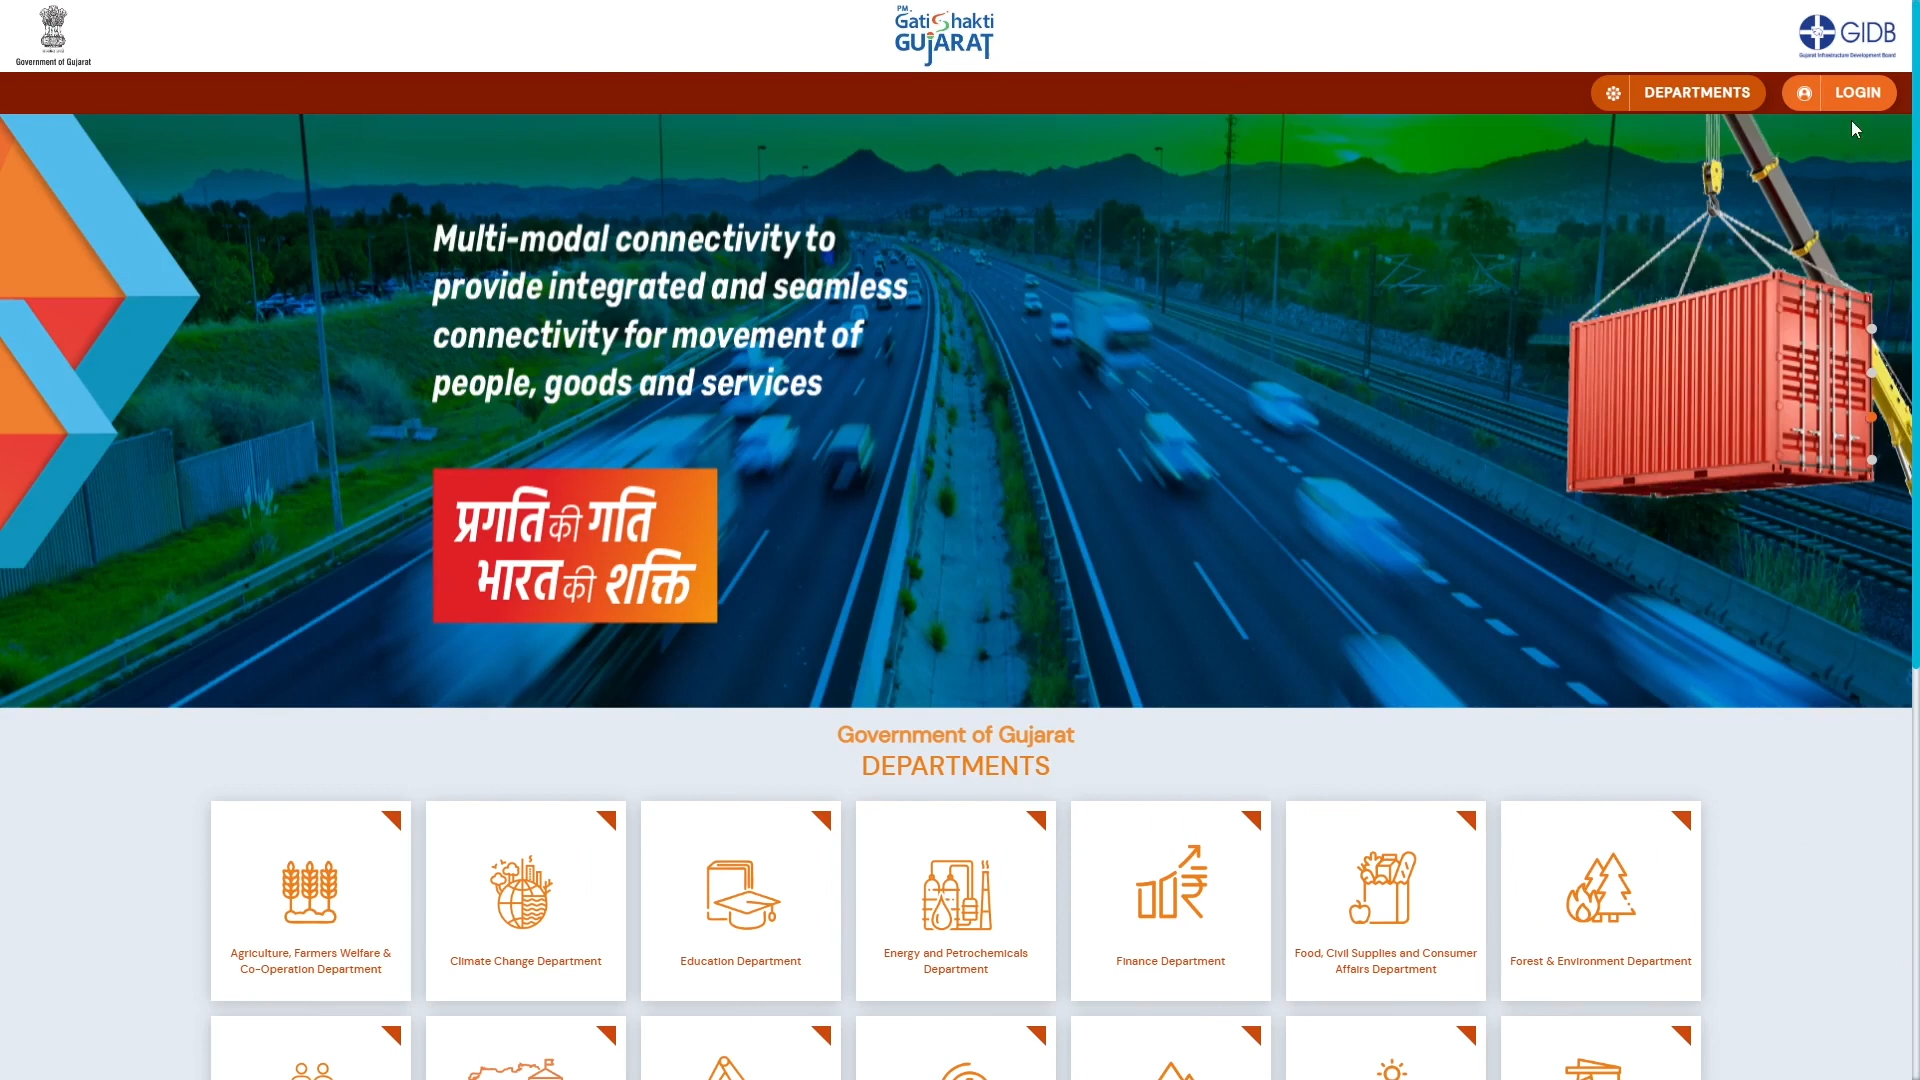 Government of Gujarat
PM
GatiShakti
GUJARAT
GIDB
Gujarat Infrastructure Development Board
DEPARTMENTS
LOGIN
Multi-modal connectivity to
provide integrated and seamless
connectivity for movement of
people, goods and services
प्रगति की गति
भारत की शक्ति
Government of Gujarat
DEPARTMENTS
Agriculture, Farmers Welfare &
Co-Operation Department
Climate Change Department
Education Department
Energy and Petrochemicals
Department
Finance Department
Food, Civil Supplies and Consumer
Affairs Department
Forest & Environment Department